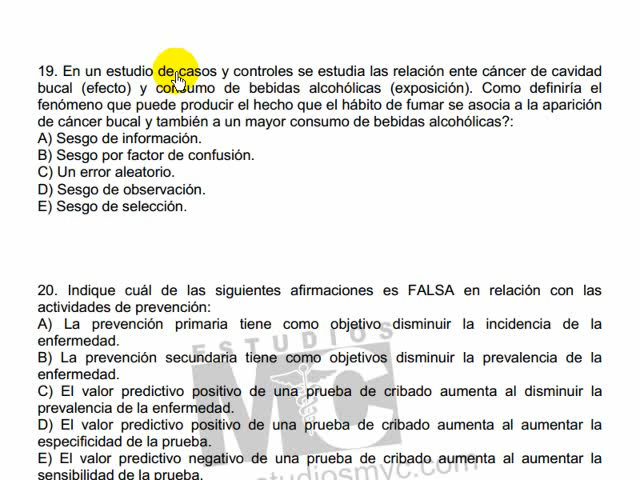 19. En un estudio de casos y controles se estudia las relación ente cáncer de cavidad
bucal (efecto) y consumo de bebidas alcohólicas (exposición). Como definiría el
fenómeno que puede producir el hecho que el hábito de fumar se asocia a la aparición
de cáncer bucal y también a un mayor consumo de bebidas alcohólicas?:
A) Sesgo de información.
B) Sesgo por factor de confusión.
C) Un error aleatorio.
D) Sesgo de observación.
E) Sesgo de selección.
20. Indique cuál de las siguientes afirmaciones es FALSA en relación con las
actividades de prevención:
A) La prevención primaria tiene como objetivo disminuir la incidencia de la
enfermedad.
B) La prevención secundaria tiene como objetivos disminuir la prevalencia de la
enfermedad.
C) El valor predictivo positivo de una prueba de cribado aumenta al disminuir la
prevalencia de la enfermedad.
D) El valor predictivo positivo de una prueba de cribado aumenta al aumentar la
especificidad de la prueba.
E) El valor predictivo negativo de una prueba de cribado aumenta al aumentar la
sensibilidad de la prueba.
ESTUDIOS
MC
studiosmyc.com